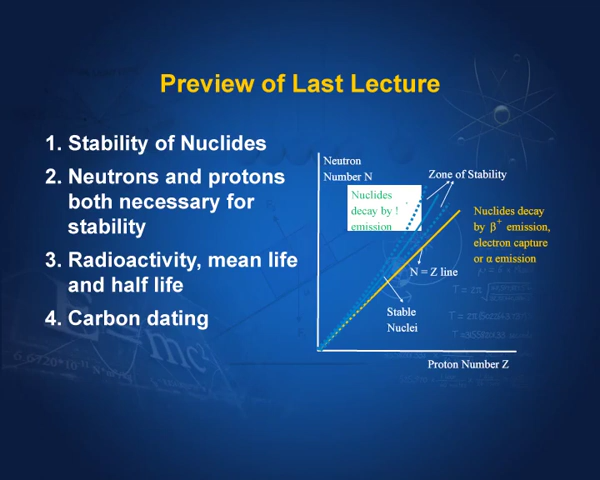 Preview of Last Lecture
1. Stability of Nuclides
2. Neutrons and protons
both necessary for
stability
3. Radioactivity, mean life
and half life
4. Carbon dating
Neutron
Number N
Zone of Stability
Nuclides
decay by !
emission
Nuclides decay
by β⁺ emission,
electron capture
or α emission
N = Z line
Stable
Nuclei
Proton Number Z